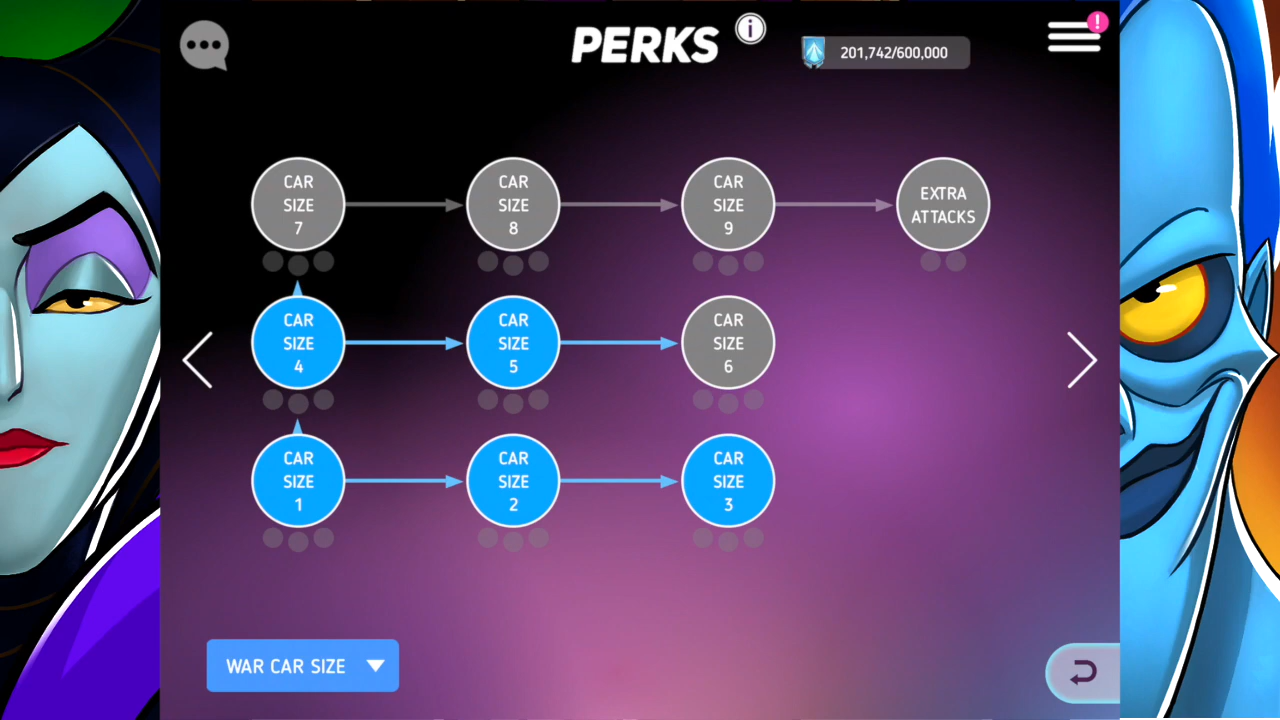 PERKS
i
201,742/600,000
!
CAR
SIZE
7
CAR
SIZE
8
CAR
SIZE
9
EXTRA
ATTACKS
CAR
SIZE
4
CAR
SIZE
5
CAR
SIZE
6
CAR
SIZE
1
CAR
SIZE
2
CAR
SIZE
3
WAR CAR SIZE